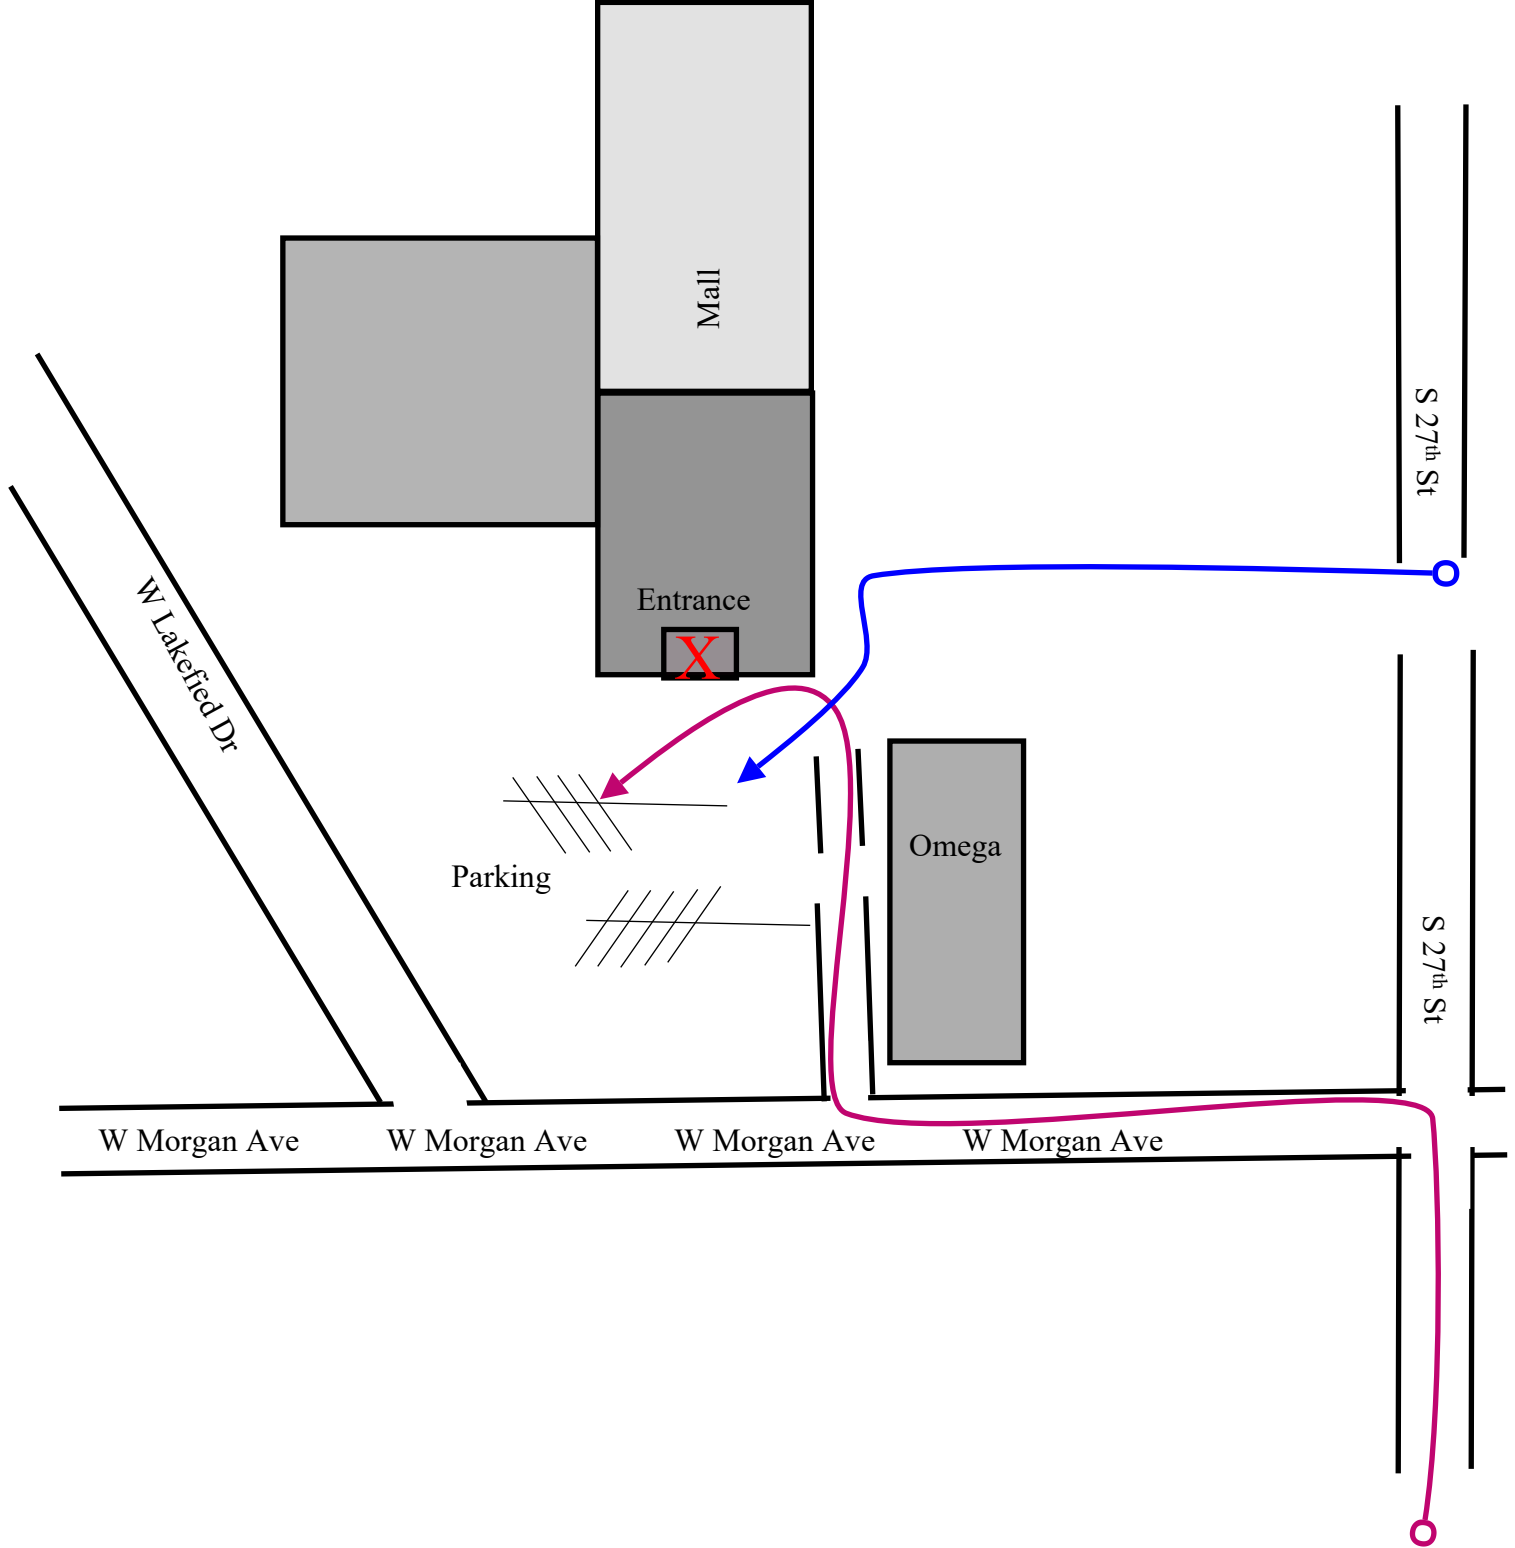 Mall
S 27th St
Entrance
X
W Lakefied Dr
Omega
Parking
S 27th St
W Morgan Ave W Morgan Ave W Morgan Ave W Morgan Ave